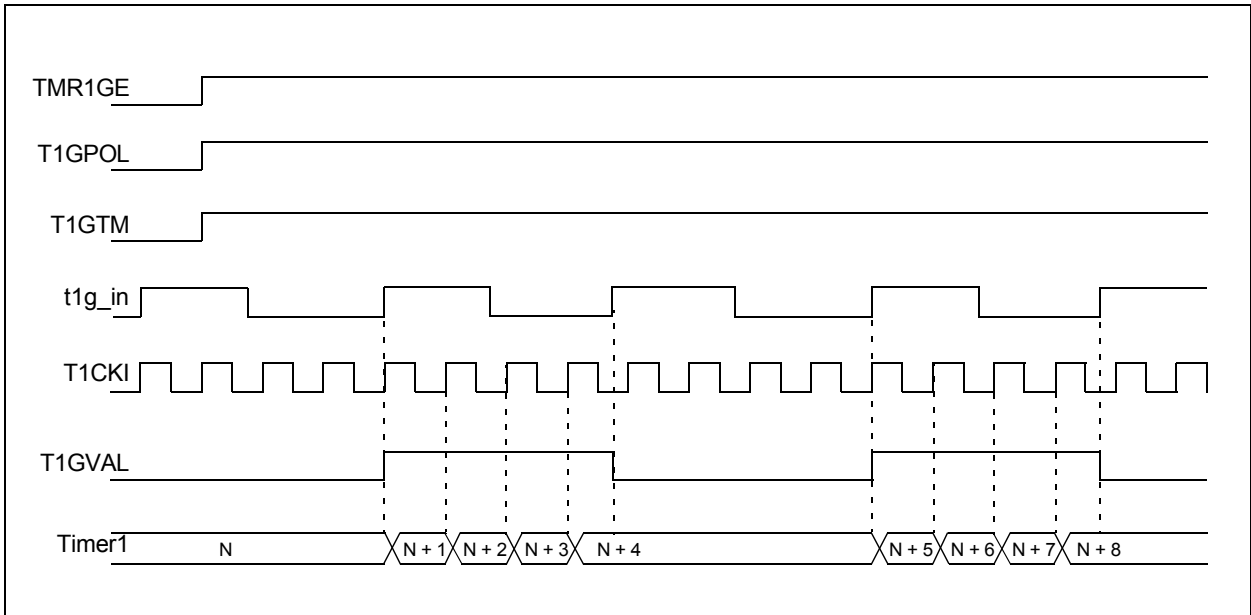 TMR1GE
T1GPOL
T1GTM
t1g_in
T1CKI
T1GVAL
Timer1 N N + 1 N + 2 N + 3 N + 4 N + 5 N + 6 N + 7 N + 8